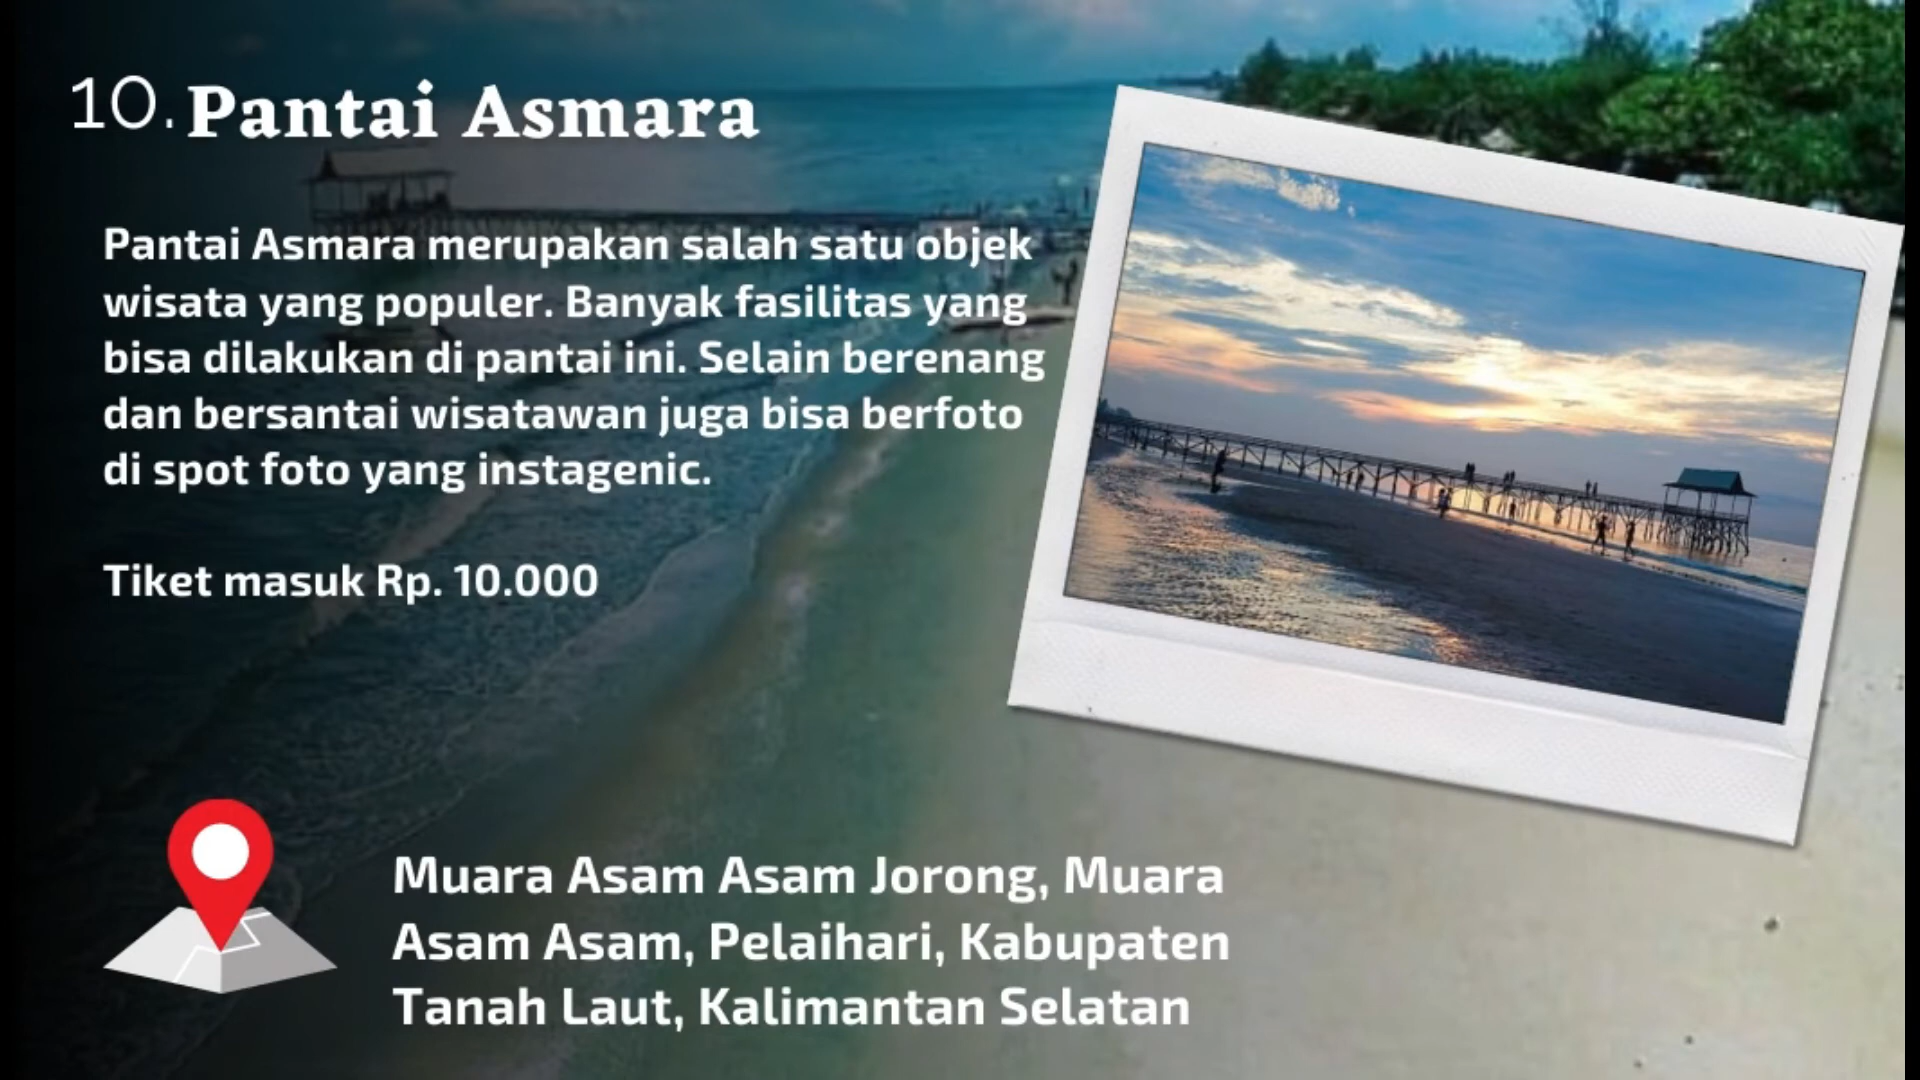 10. Pantai Asmara
Pantai Asmara merupakan salah satu objek
wisata yang populer. Banyak fasilitas yang
bisa dilakukan di pantai ini. Selain berenang
dan bersantai wisatawan juga bisa berfoto
di spot foto yang instagenic.
Tiket masuk Rp. 10.000
Muara Asam Asam Jorong, Muara
Asam Asam, Pelaihari, Kabupaten
Tanah Laut, Kalimantan Selatan